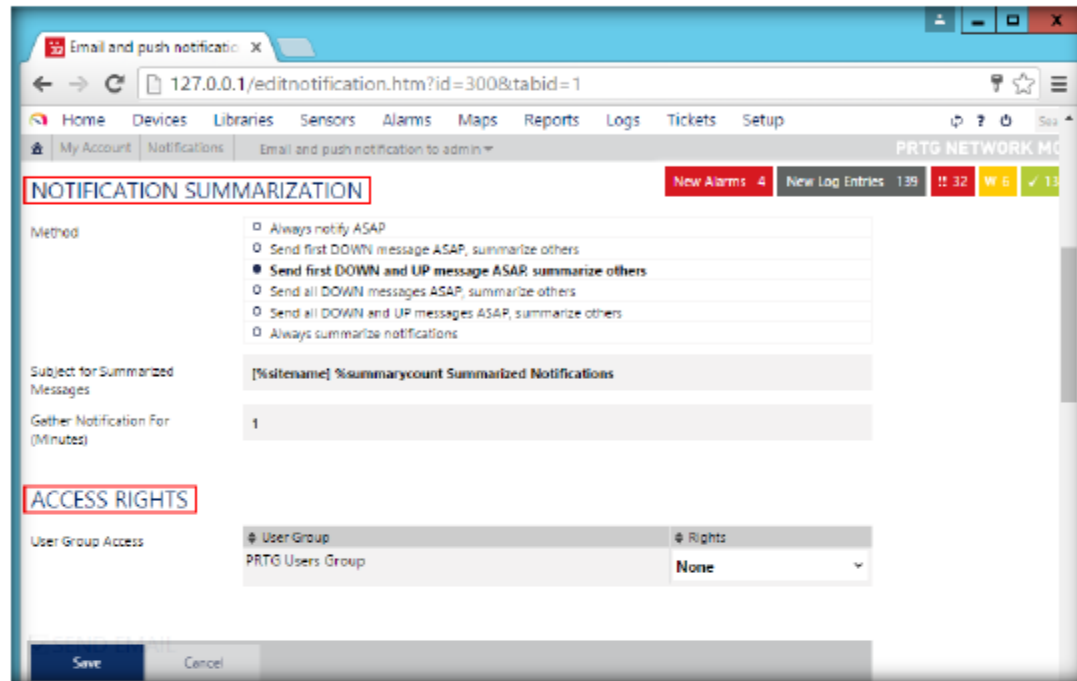 Email and push notificatio
127.0.0.1/editnotification.htm?id=300&tabid=1
Home Devices Libraries Sensors Alarms Maps Reports Logs Tickets Setup ? Sea
My Account Notifications Email and push notification to admin PRTG NETWORK MO
NOTIFICATION SUMMARIZATION
New Alarms 4 New Log Entries 139 !! 32 W 6 ✓ 13
Method
Always notify ASAP
Send first DOWN message ASAP, summarize others
Send first DOWN and UP message ASAP, summarize others
Send all DOWN messages ASAP, summarize others
Send all DOWN and UP messages ASAP, summarize others
Always summarize notifications
Subject for Summarized
Messages
[%sitename] %summarycount Summarized Notifications
Gather Notification For
(Minutes)
1
ACCESS RIGHTS
User Group Access
User Group Rights
PRTG Users Group None
SEND EMAIL
Save Cancel